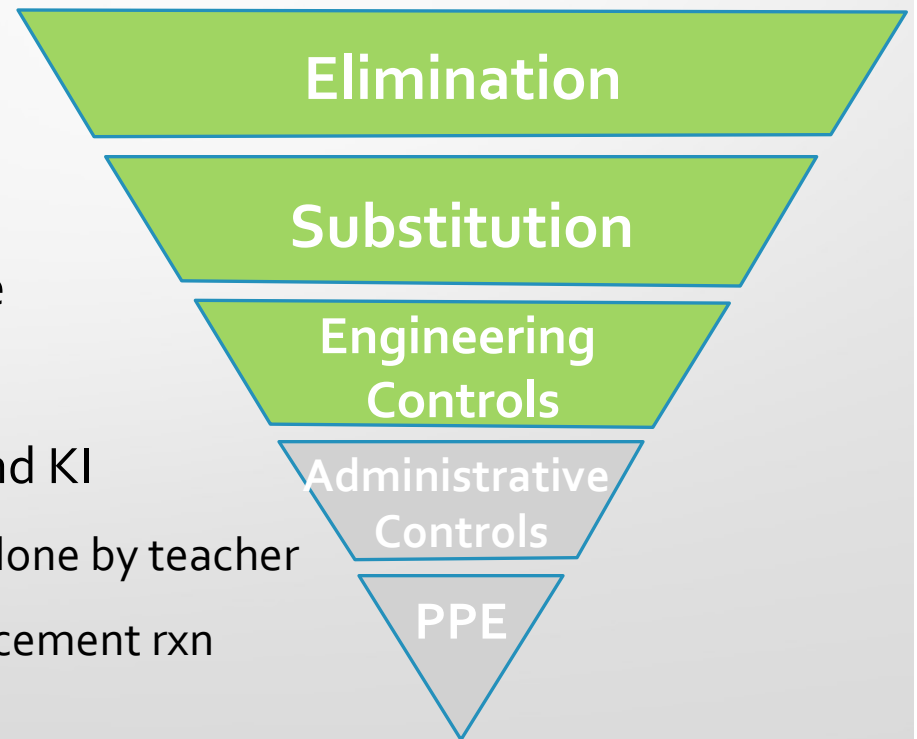 Elimination
Substitution
e
Engineering
Controls
nd KI
Administrative
Controls
done by teacher
PPE
cement rxn